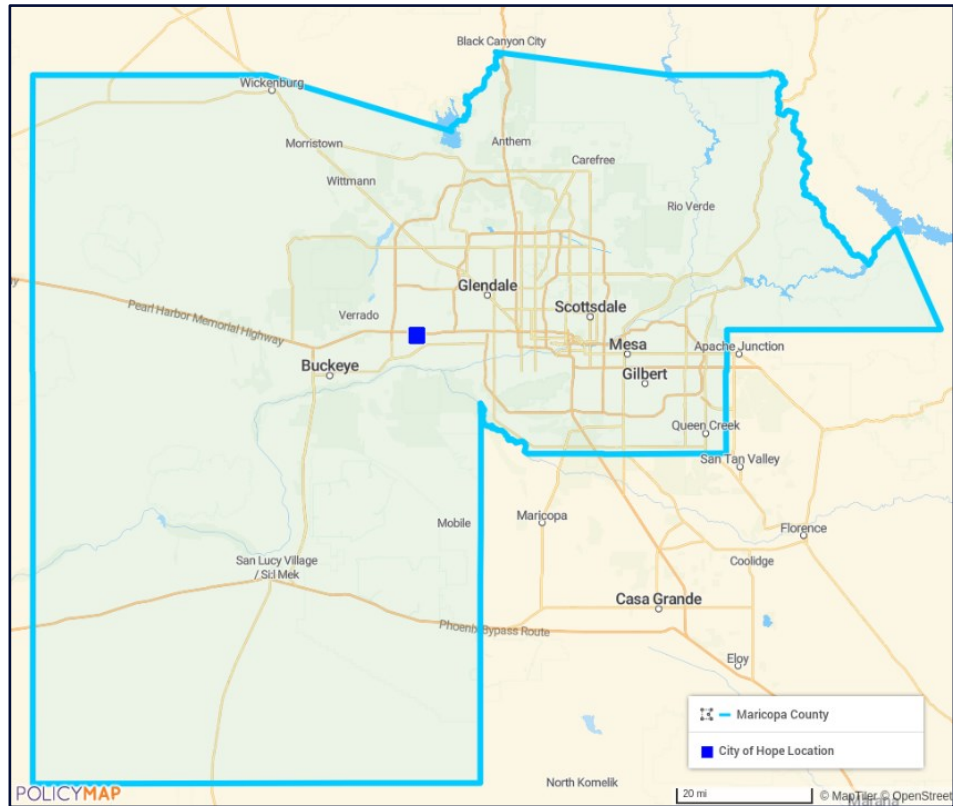 Black Canyon City
Wickenburg
Morristown
Anthem
Carefree
Wittmann
Rio Verde
Glendale
Scottsdale
Pearl Harbor Memorial Highway
Verrado
Mesa
Apache Junction
Buckeye
Gilbert
Queen Creek
San Tan Valley
Mobile
Maricopa
Florence
San Lucy Village
/ Sil Mek
Coolidge
Casa Grande
Phoenix Bypass Route
Eloy
Maricopa County
City of Hope Location
North Komelik
POLICYMAP
20 mi
© MapTiler © OpenStreet